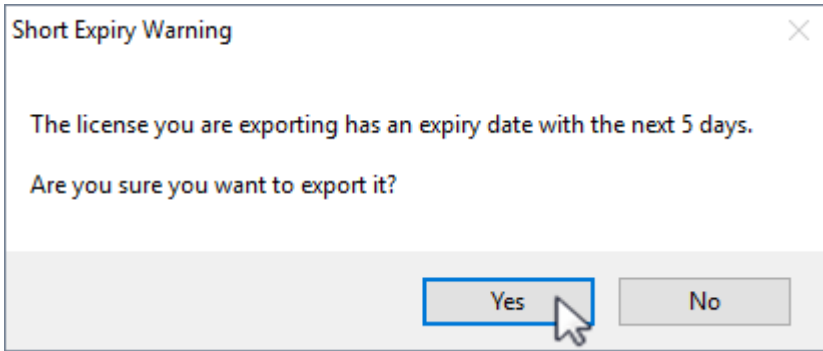 Short Expiry Warning
The license you are exporting has an expiry date with the next 5 days.
Are you sure you want to export it?
Yes
No